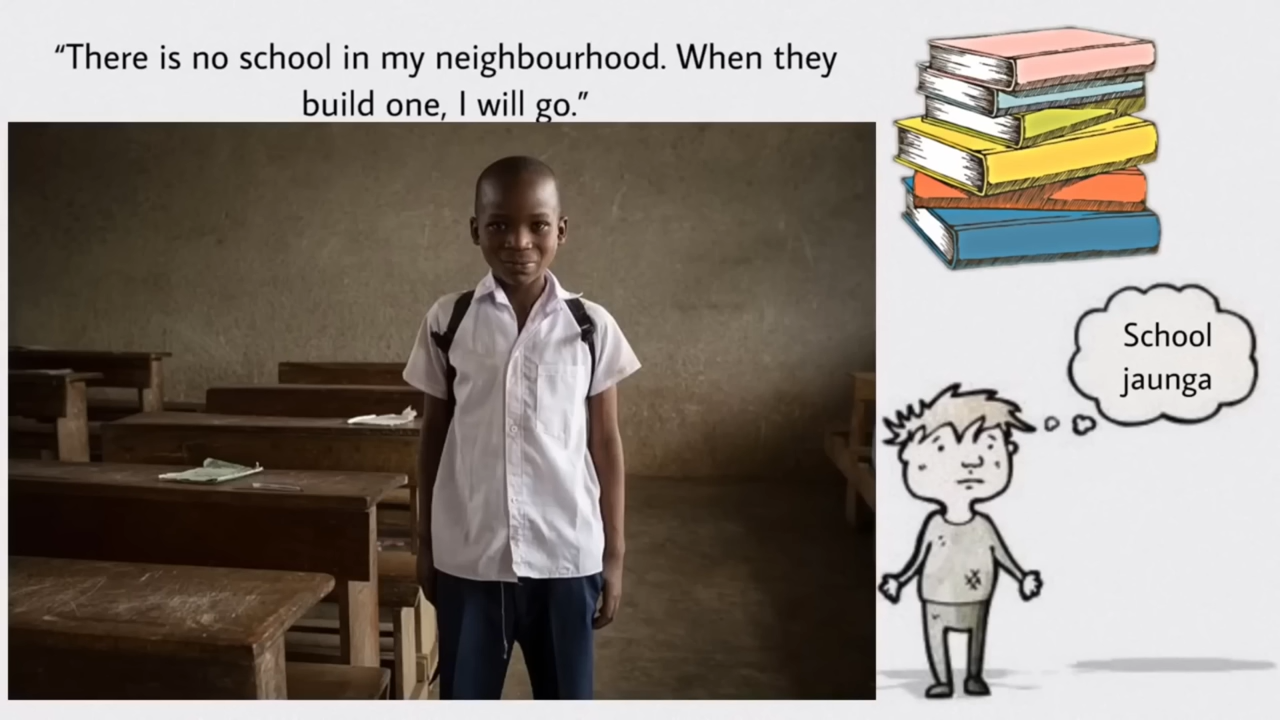 “There is no school in my neighbourhood. When they
build one, I will go.”
School
jaunga